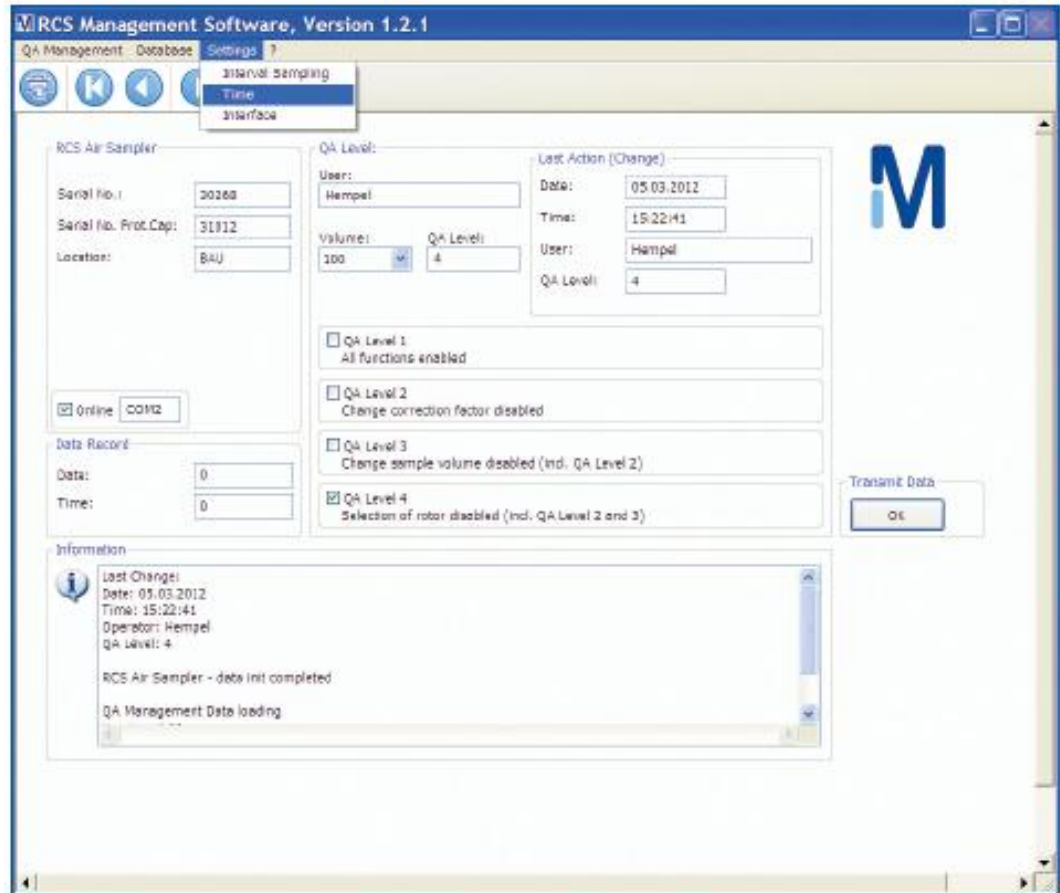 RCS Management Software, Version 1.2.1
QA Management Database Settings ?
Interval Sampling
Time
Interface
RCS Air Sampler
Serial No.: 30268
Serial No. Prot.Cap: 31012
Location: BAU
Online COM2
QA Level:
User:
Hempel
Volume: QA Level:
100 4
Last Action (Change)
Date: 05.03.2012
Time: 15:22:41
User: Hempel
QA Level: 4
QA Level 1
All functions enabled
QA Level 2
Change correction factor disabled
QA Level 3
Change sample volume disabled (incl. QA Level 2)
QA Level 4
Selection of rotor disabled (incl. QA Level 2 and 3)
Data Record
Date: 0
Time: 0
Transmit Data
OK
Information
Last Change:
Date: 05.03.2012
Time: 15:22:41
Operator: Hempel
QA Level: 4
RCS Air Sampler - data init completed
QA Management Data loading